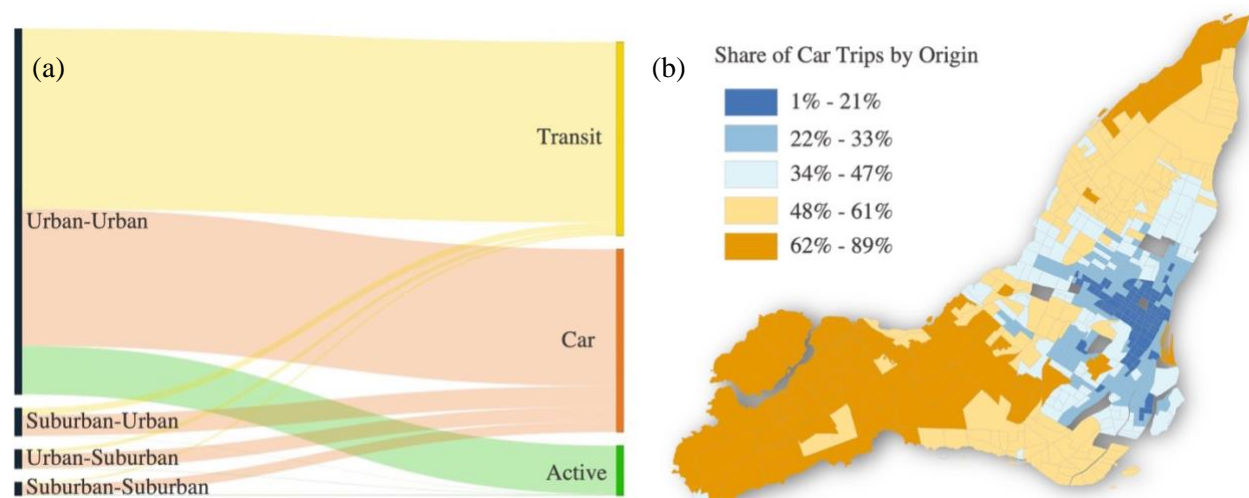 (a)
Transit
Urban-Urban
Car
Suburban-Urban
Urban-Suburban
Suburban-Suburban
Active
(b)
Share of Car Trips by Origin
1% - 21%
22% - 33%
34% - 47%
48% - 61%
62% - 89%